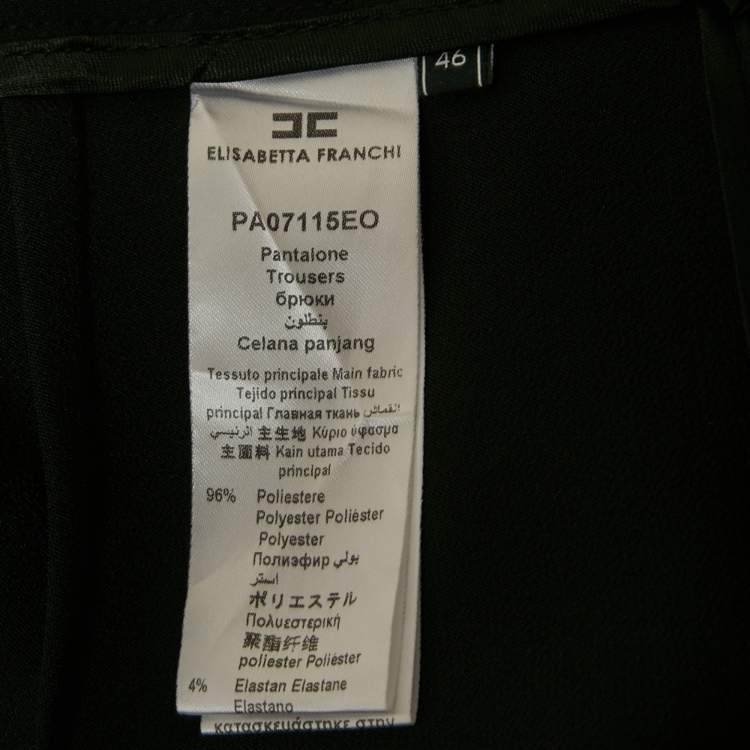 46
ELISABETTA FRANCHI
PA07115EO
Pantalone
Trousers
брюки
بنطلون
Celana panjang
Tessuto principale Main fabric
Tejido principal Tissu
principal Главная ткань القماش
الرئيسي 主生地 Κύριο ύφασμα
主面料 Kain utama Tecido
principal
96% Poliestere
Polyester Poliéster
Polyester
Полиэфир بولي
استر
ポリエステル
Πολυεστερική
聚酯纤维
poliester Poliéster
4% Elastan Elastane
Elastano
κατασκευάστηκε στην